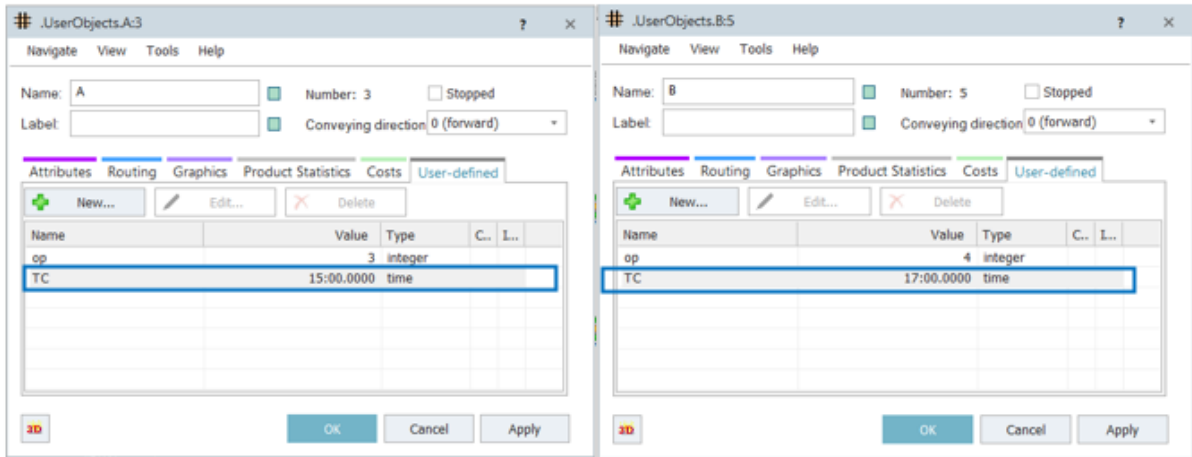 .UserObjects.A:3 ? ×
Navigate View Tools Help
Name: A Number: 3 Stopped
Label: Conveying direction 0 (forward)
Attributes Routing Graphics Product Statistics Costs User-defined
New... Edit... Delete
Name Value Type C... I...
op 3 integer
TC 15:00.0000 time
3D OK Cancel Apply
.UserObjects.B:5 ? ×
Navigate View Tools Help
Name: B Number: 5 Stopped
Label: Conveying direction 0 (forward)
Attributes Routing Graphics Product Statistics Costs User-defined
New... Edit... Delete
Name Value Type C... I...
op 4 integer
TC 17:00.0000 time
3D OK Cancel Apply